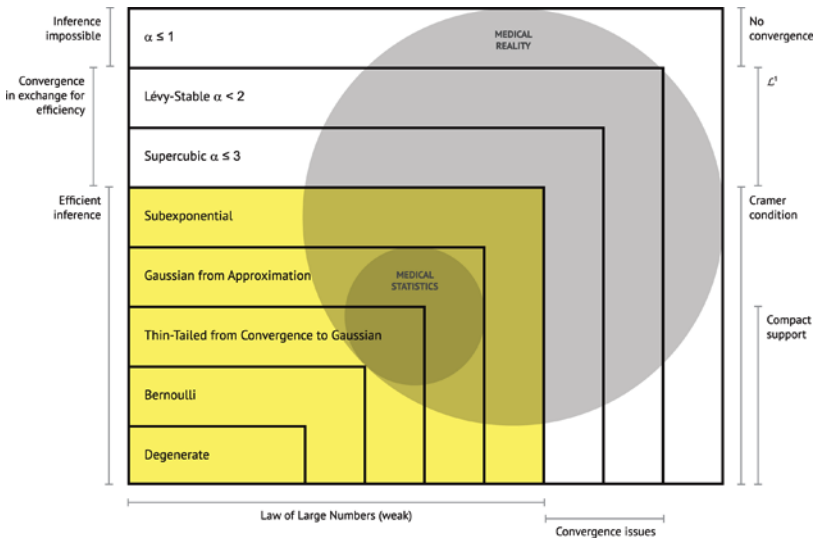 Inference
impossible
α ≤ 1
MEDICAL
REALITY
No
convergence
Convergence
in exchange for
efficiency
Lévy-Stable α < 2
ℒ¹
Supercubic α ≤ 3
Efficient
inference
Subexponential
Cramer
condition
Gaussian from Approximation
MEDICAL
STATISTICS
Thin-Tailed from Convergence to Gaussian
Compact
support
Bernoulli
Degenerate
Law of Large Numbers (weak)
Convergence issues